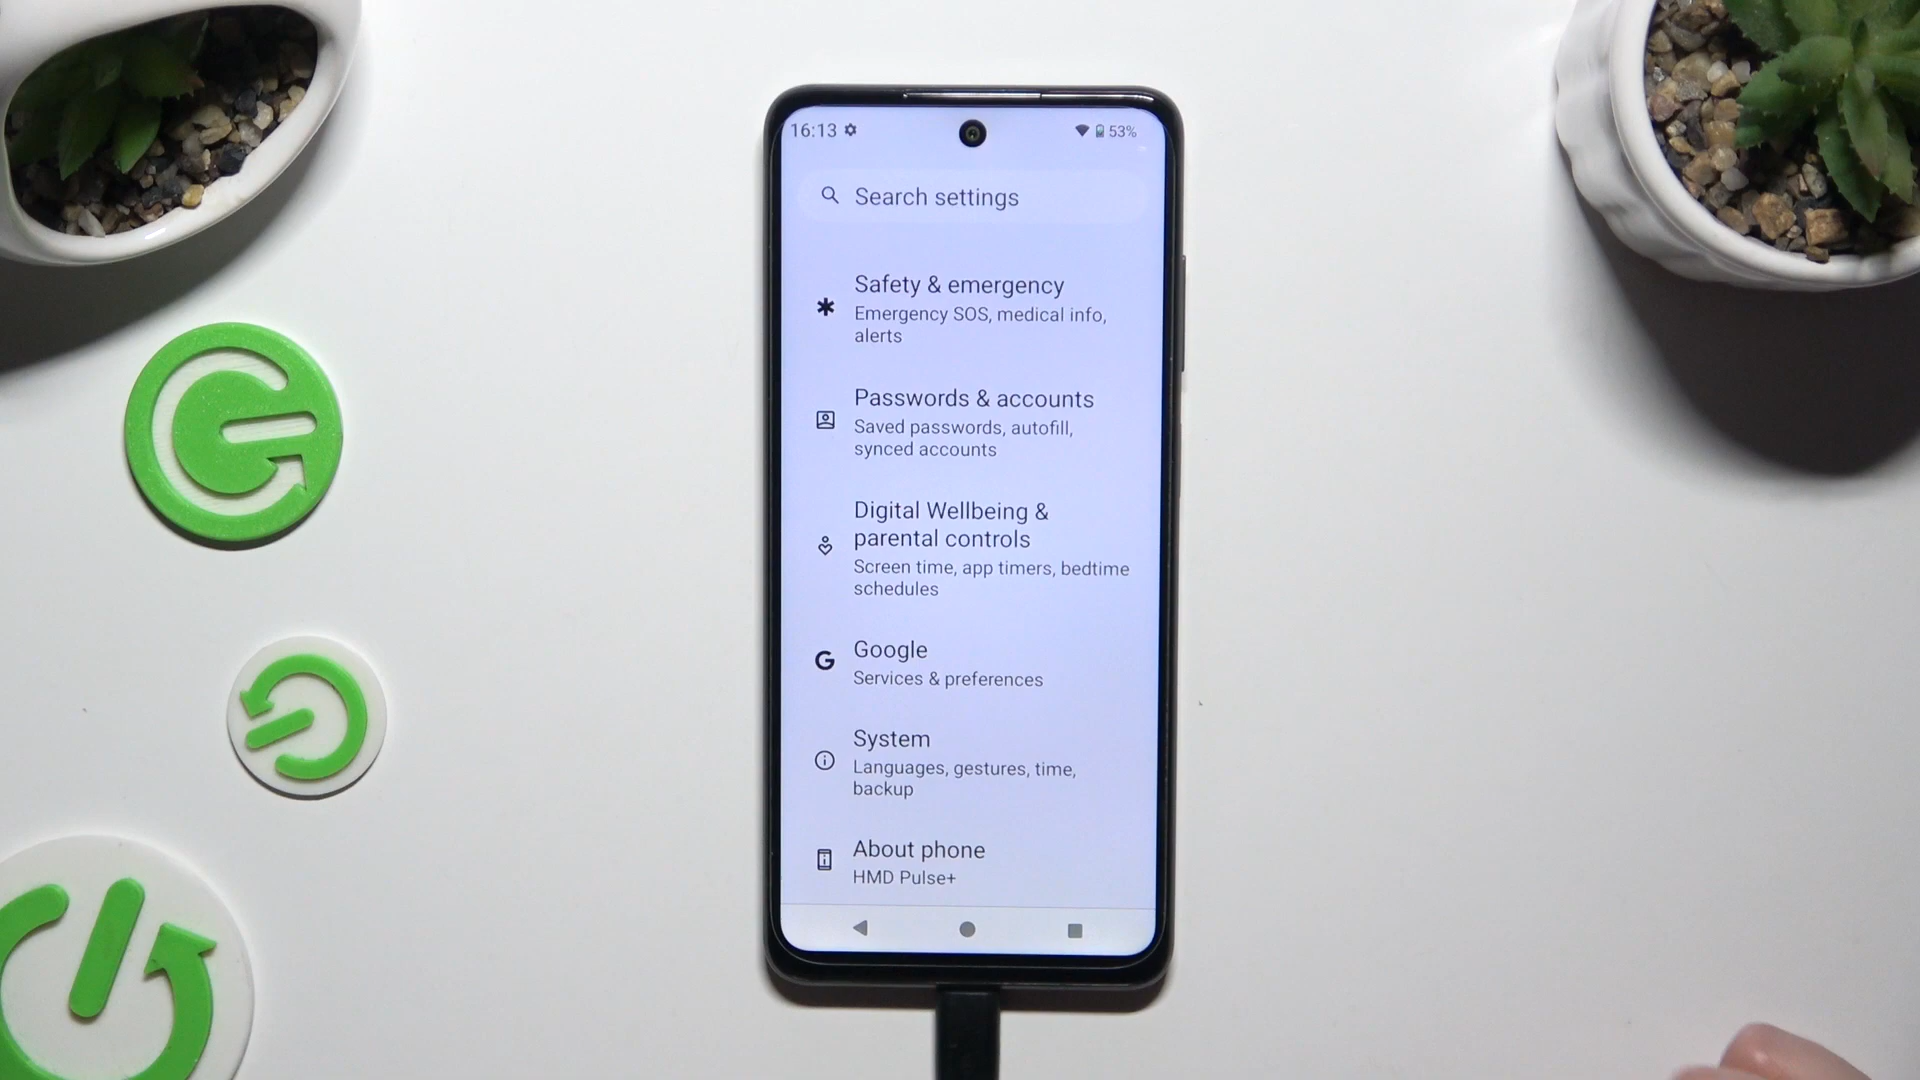 16:13
53%
Search settings
Safety & emergency
Emergency SOS, medical info,
alerts
Passwords & accounts
Saved passwords, autofill,
synced accounts
Digital Wellbeing &
parental controls
Screen time, app timers, bedtime
schedules
Google
Services & preferences
System
Languages, gestures, time,
backup
About phone
HMD Pulse+